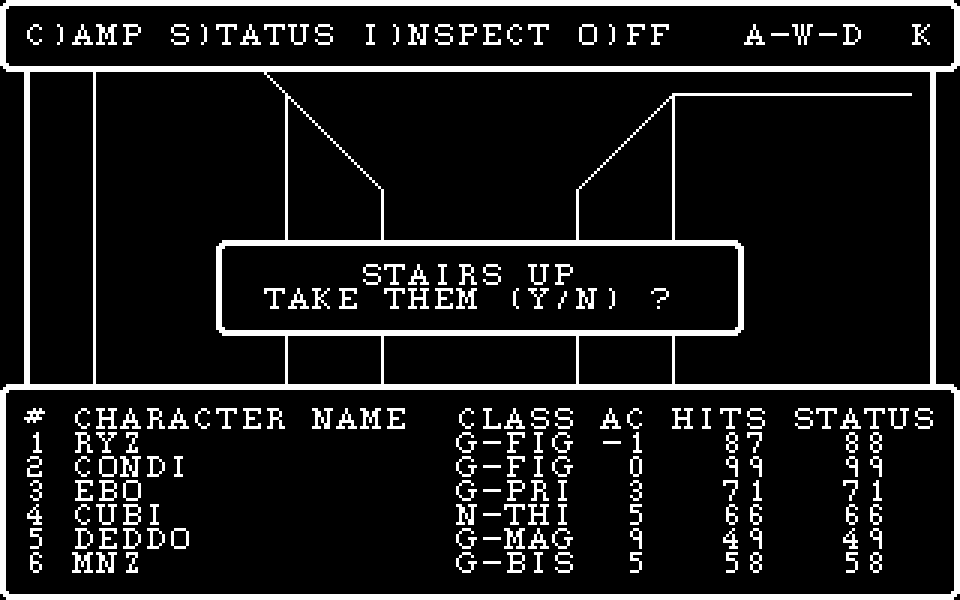 C)AMP S)TATUS I)NSPECT O)FF A-W-D K
STAIRS UP
TAKE THEM (Y/N) ?
# CHARACTER NAME CLASS AC HITS STATUS
1 RYZ G-FIG -1 87 88
2 CONDI G-FIG 0 99 99
3 EBO G-PRI 3 71 71
4 CUBI N-THI 5 66 66
5 DEDDO G-MAG 9 49 49
6 MNZ G-BIS 5 58 58